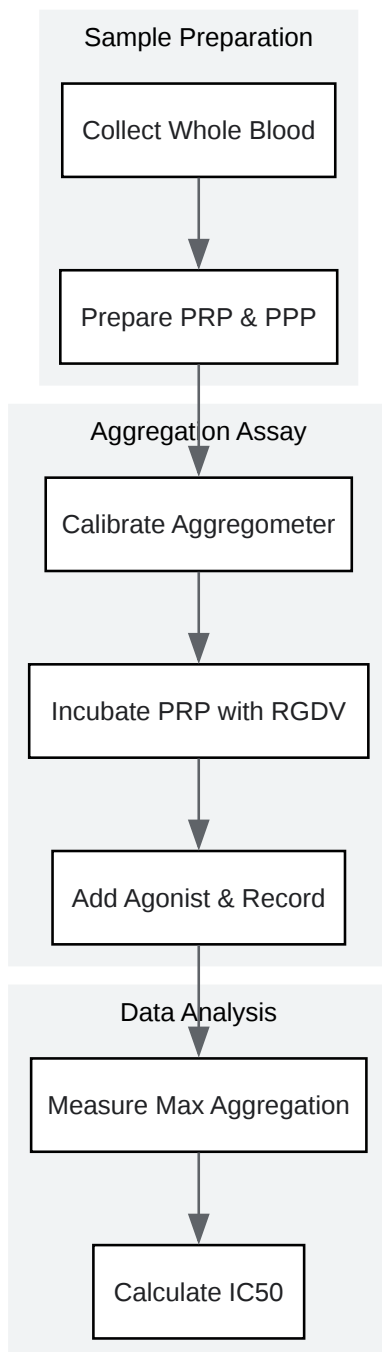 Sample Preparation
Collect Whole Blood
Prepare PRP & PPP
Aggregation Assay
Calibrate Aggregometer
Incubate PRP with RGDV
Add Agonist & Record
Data Analysis
Measure Max Aggregation
Calculate IC50